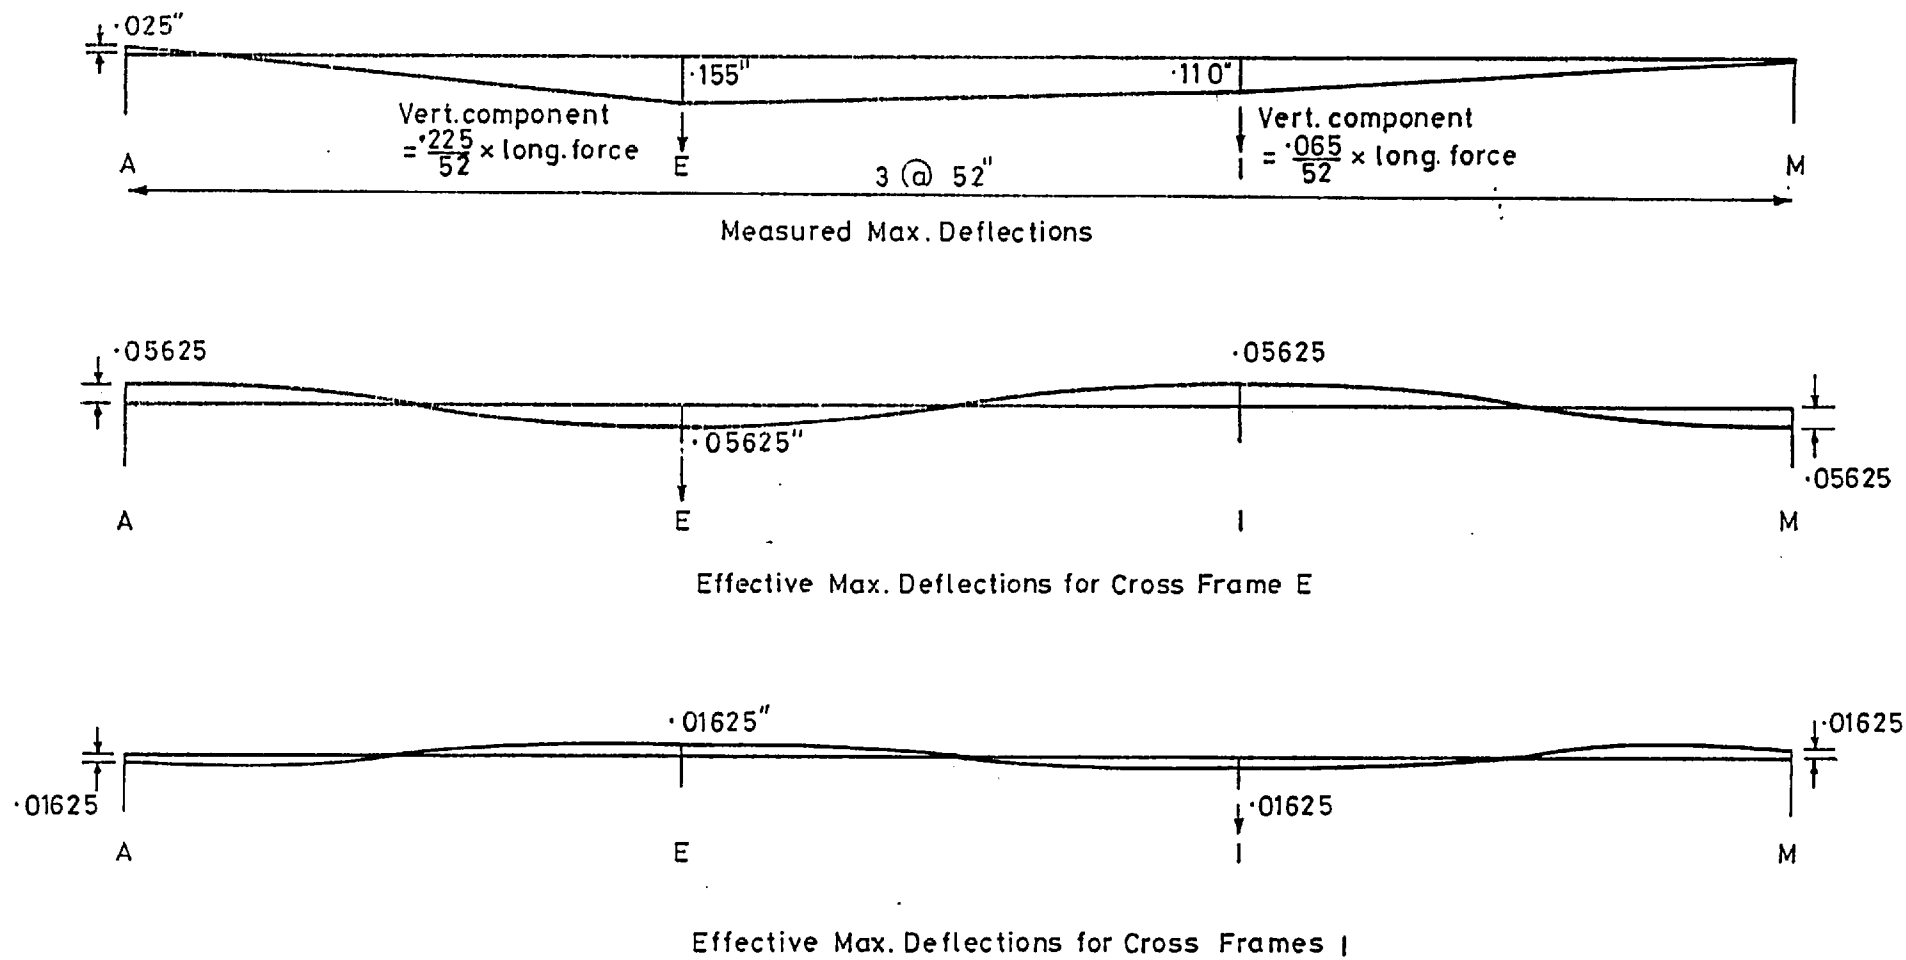 ·025"
·155"
·110"
Vert.component
=·225/52 × long.force
Vert.component
= ·065/52 × long. force
A
E
I
M
3 @ 52"
Measured Max. Deflections
·05625
·05625
·05625"
·05625
A
E
I
M
Effective Max. Deflections for Cross Frame E
·01625"
·01625
·01625
·01625
A
E
I
M
Effective Max. Deflections for Cross Frames I